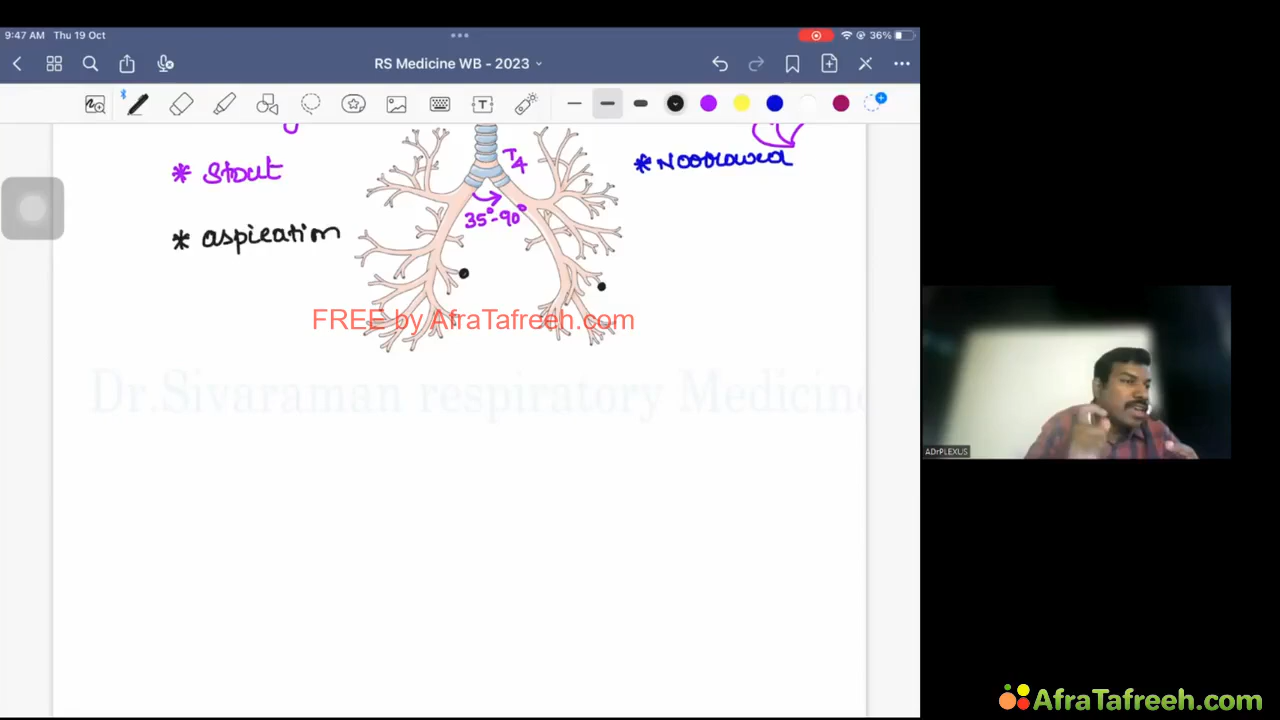 9:47 AM Thu 19 Oct
36%
RS Medicine WB - 2023
T4
* Stout
* Narrowed
35°-90°
* aspiration
FREE by AfraTafreeh.com
Dr.Sivaraman respiratory Medicine
ADrPLEXUS
AfraTafreeh.com